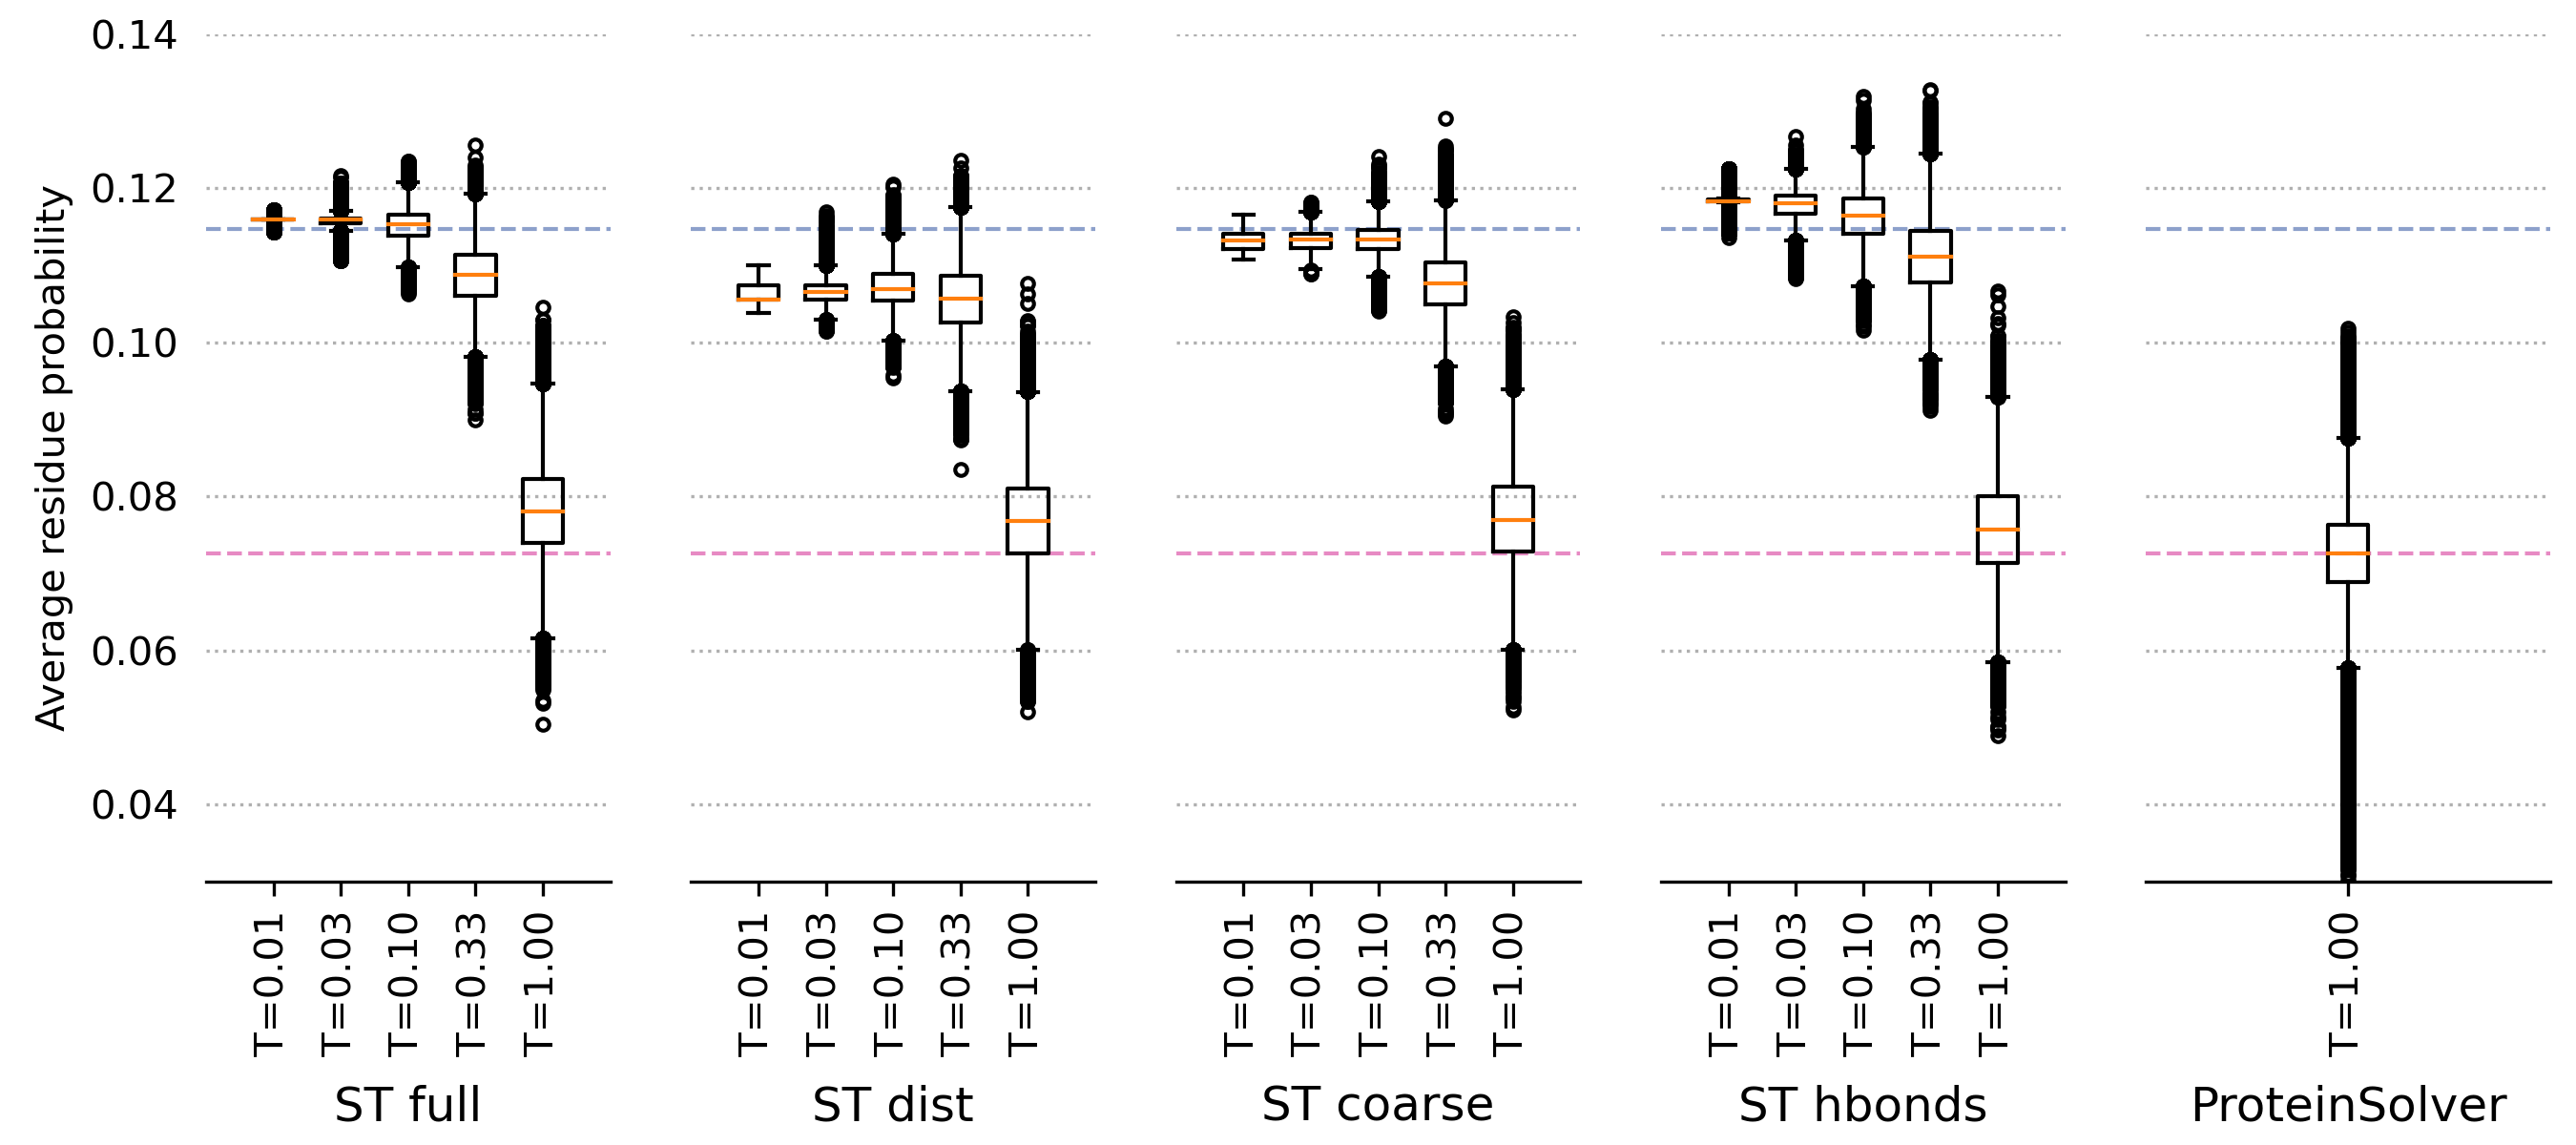 Average residue probability
0.14
0.12
0.10
0.08
0.06
0.04
T=0.01
T=0.03
T=0.10
T=0.33
T=1.00
ST full
T=0.01
T=0.03
T=0.10
T=0.33
T=1.00
ST dist
T=0.01
T=0.03
T=0.10
T=0.33
T=1.00
ST coarse
T=0.01
T=0.03
T=0.10
T=0.33
T=1.00
ST hbonds
T=1.00
ProteinSolver